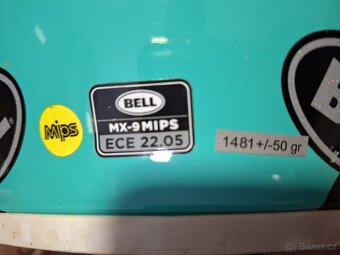 BELL
MX-9 MIPS
ECE 22.05
Mips
1481+/-50 gr
Bazos.cz